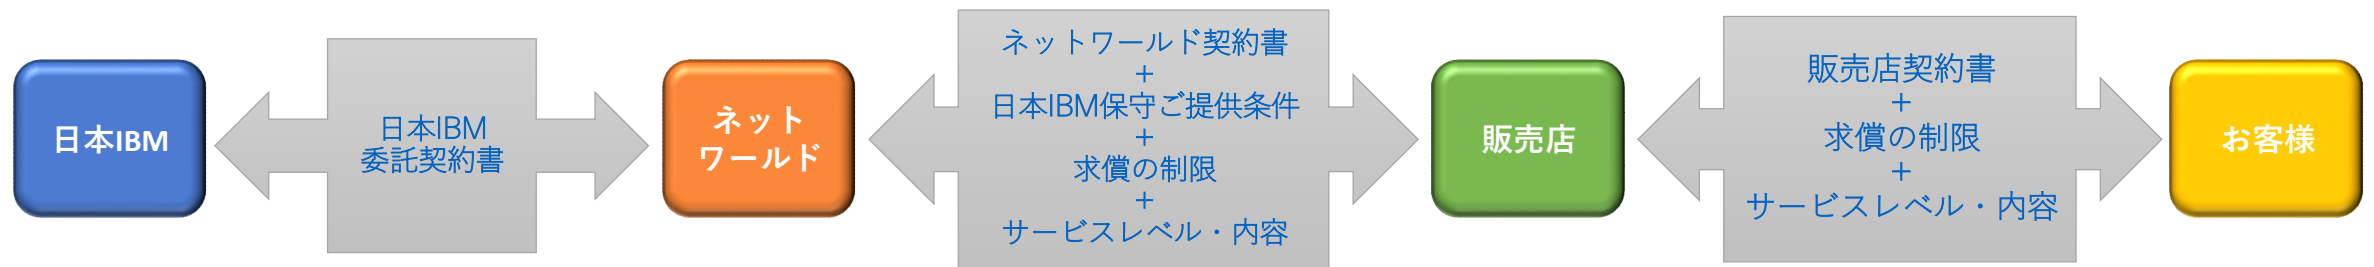 日本IBM
日本IBM
委託契約書
ネット
ワールド
ネットワールド契約書
+
日本IBM保守ご提供条件
+
求償の制限
+
サービスレベル・内容
販売店
販売店契約書
+
求償の制限
+
サービスレベル・内容
お客様